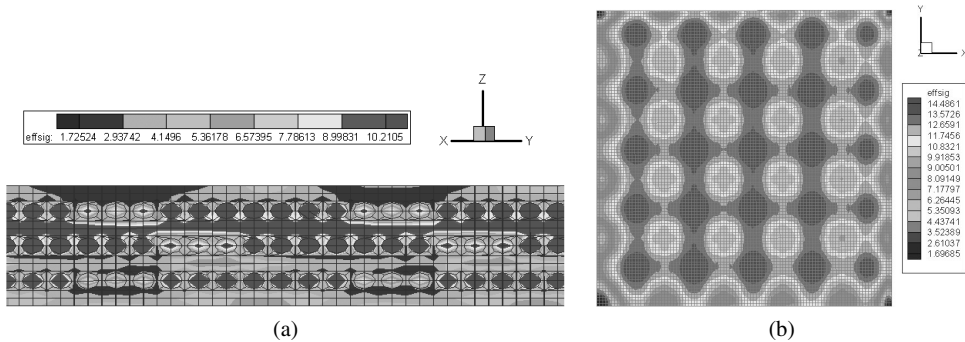 effsig: 1.72524 2.93742 4.1496 5.36178 6.57395 7.78613 8.99831 10.2105
Z
X Y
(a)
Y
Z X
effsig
14.4861
13.5726
12.6591
11.7456
10.8321
9.91853
9.00501
8.09149
7.17797
6.26445
5.35093
4.43741
3.52389
2.61037
1.69685
(b)